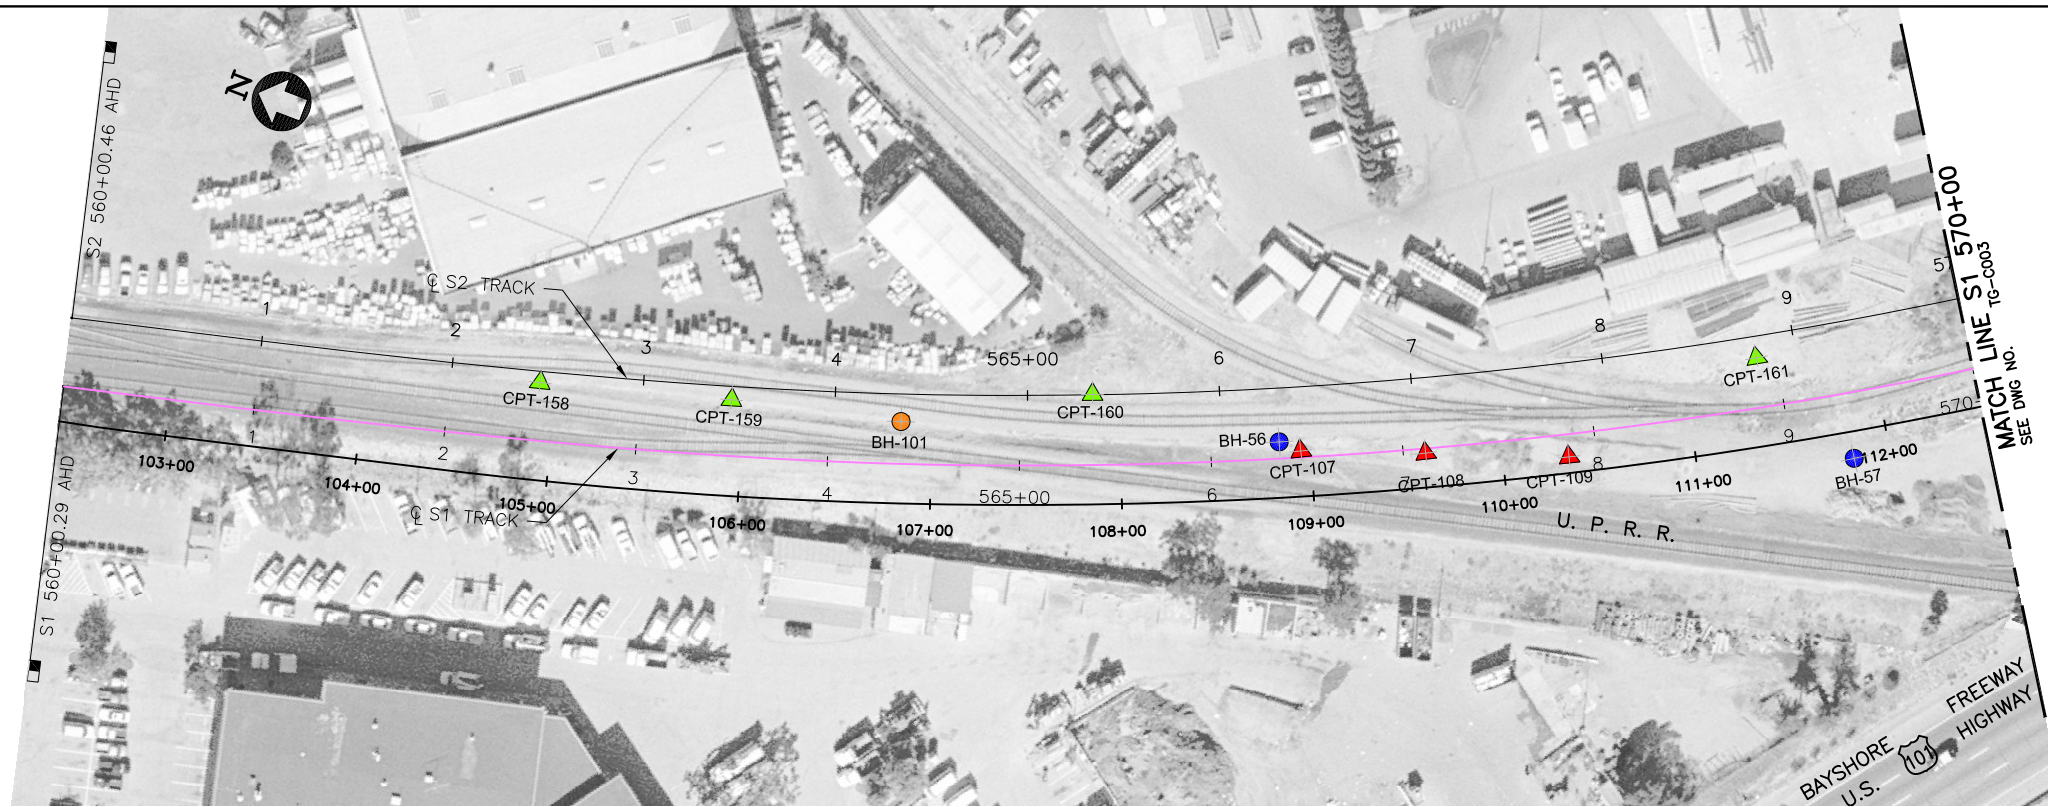 N
S2 560+00.46 AHD
S1 560+00.29 AHD
℄ S2 TRACK
1
2
3
4
565+00
6
7
8
9
57
CPT-158
CPT-159
BH-101
CPT-160
BH-56
CPT-107
CPT-108
CPT-109
CPT-161
BH-57
1
2
3
4
565+00
6
7
8
9
570
103+00
104+00
105+00
106+00
107+00
108+00
109+00
110+00
111+00
112+00
℄ S1 TRACK
U. P. R. R.
MATCH LINE S1 570+00
SEE DWG NO. TG-C003
BAYSHORE FREEWAY
U.S. 101 HIGHWAY